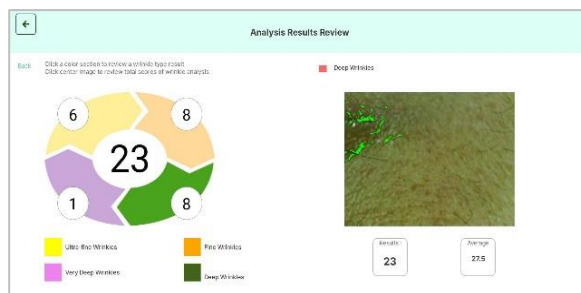 Analysis Results Review
Back
Click a color section to review a wrinkle type result.
Click center image to review total scores of wrinkle analysis.
Deep Wrinkles
6
8
23
1
8
Ultra-fine Wrinkles
Fine Wrinkles
Very Deep Wrinkles
Deep Wrinkles
Results :
23
Average
27.5